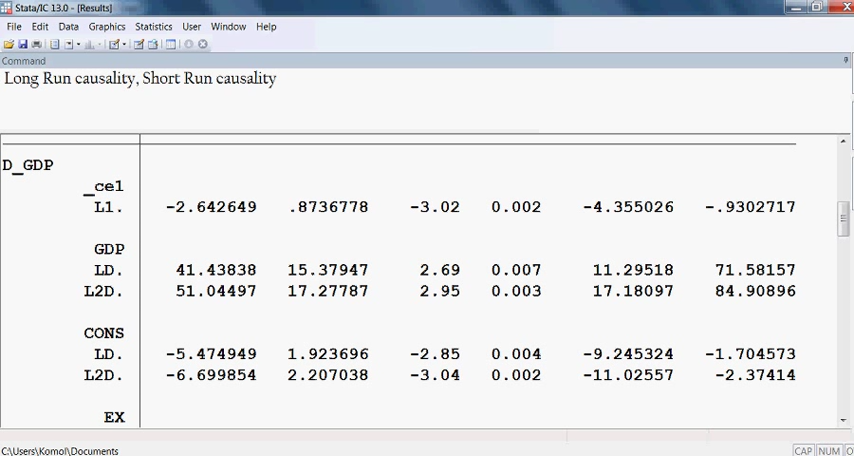 Stata/IC 13.0 - [Results]
File Edit Data Graphics Statistics User Window Help
Command
Long Run causality, Short Run causality
D_GDP
_ce1
L1. -2.642649 .8736778 -3.02 0.002 -4.355026 -.9302717
GDP
LD. 41.43838 15.37947 2.69 0.007 11.29518 71.58157
L2D. 51.04497 17.27787 2.95 0.003 17.18097 84.90896
CONS
LD. -5.474949 1.923696 -2.85 0.004 -9.245324 -1.704573
L2D. -6.699854 2.207038 -3.04 0.002 -11.02557 -2.37414
EX
C:\Users\Komol\Documents CAP NUM O